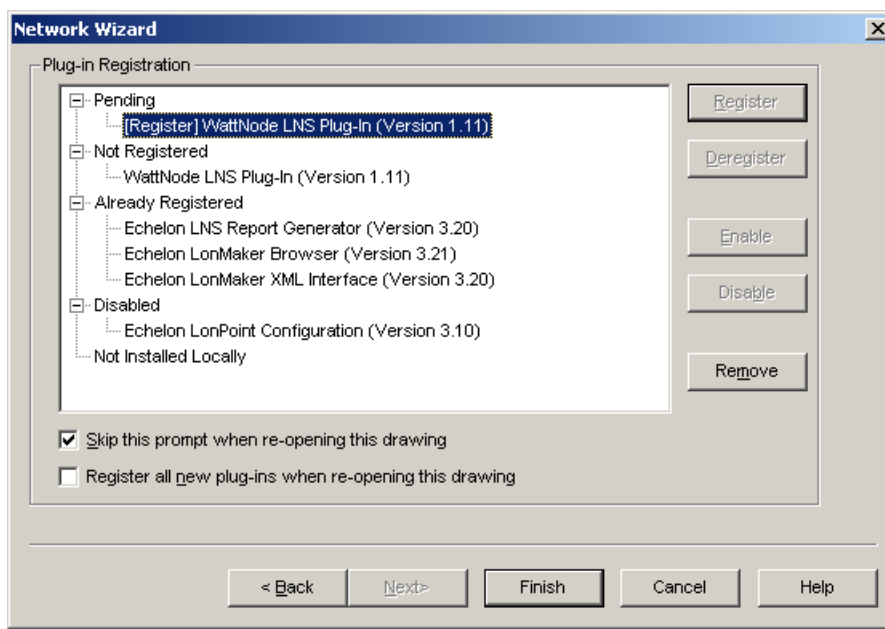 Network Wizard
Plug-in Registration
Pending
[Register] WattNode LNS Plug-In (Version 1.11)
Not Registered
WattNode LNS Plug-In (Version 1.11)
Already Registered
Echelon LNS Report Generator (Version 3.20)
Echelon LonMaker Browser (Version 3.21)
Echelon LonMaker XML Interface (Version 3.20)
Disabled
Echelon LonPoint Configuration (Version 3.10)
Not Installed Locally
Register
Deregister
Enable
Disable
Remove
Skip this prompt when re-opening this drawing
Register all new plug-ins when re-opening this drawing
< Back
Next>
Finish
Cancel
Help